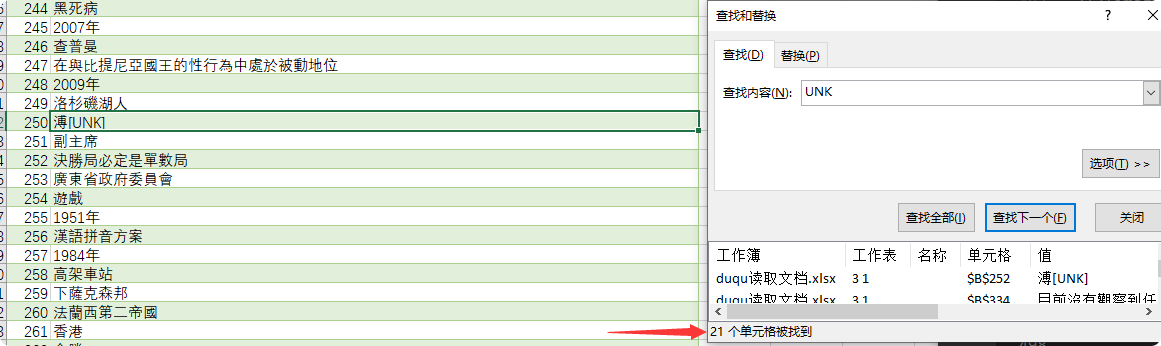 244 黑死病
245 2007年
246 查普曼
247 在與比提尼亞國王的性行為中處於被動地位
248 2009年
249 洛杉磯湖人
250 溥[UNK]
251 副主席
252 決勝局必定是單數局
253 廣東省政府委員會
254 遊戲
255 1951年
256 漢語拼音方案
257 1984年
258 高架車站
259 下薩克森邦
260 法蘭西第二帝國
261 香港
查找和替换
? ×
查找(D) 替换(P)
查找内容(N): UNK
选项(T) >>
查找全部(I) 查找下一个(F) 关闭
工作簿 工作表 名称 单元格 值
duqu读取文档.xlsx 3 1 $B$252 溥[UNK]
duqu读取文档.xlsx 3 1 $B$334 目前沒有觀察到任
21 个单元格被找到